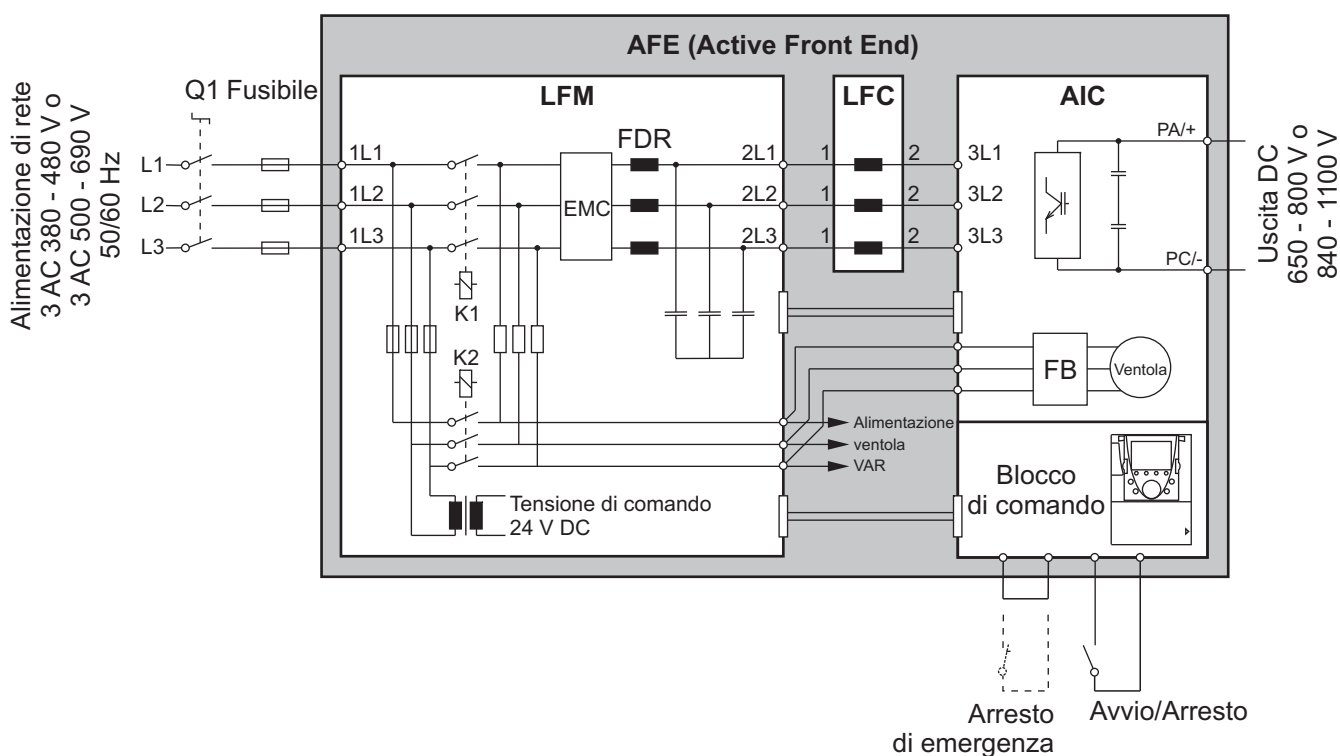 AFE (Active Front End)
Alimentazione di rete
3 AC 380 - 480 V o
3 AC 500 - 690 V
50/60 Hz
Q1 Fusibile
L1
L2
L3
LFM
1L1
1L2
1L3
K1
K2
EMC
FDR
2L1
2L2
2L3
Tensione di comando
24 V DC
LFC
1
2
1
2
1
2
Alimentazione
ventola
VAR
AIC
3L1
3L2
3L3
PA/+
PC/-
FB
Ventola
Blocco
di comando
Uscita DC
650 - 800 V o
840 - 1100 V
Arresto
di emergenza
Avvio/Arresto